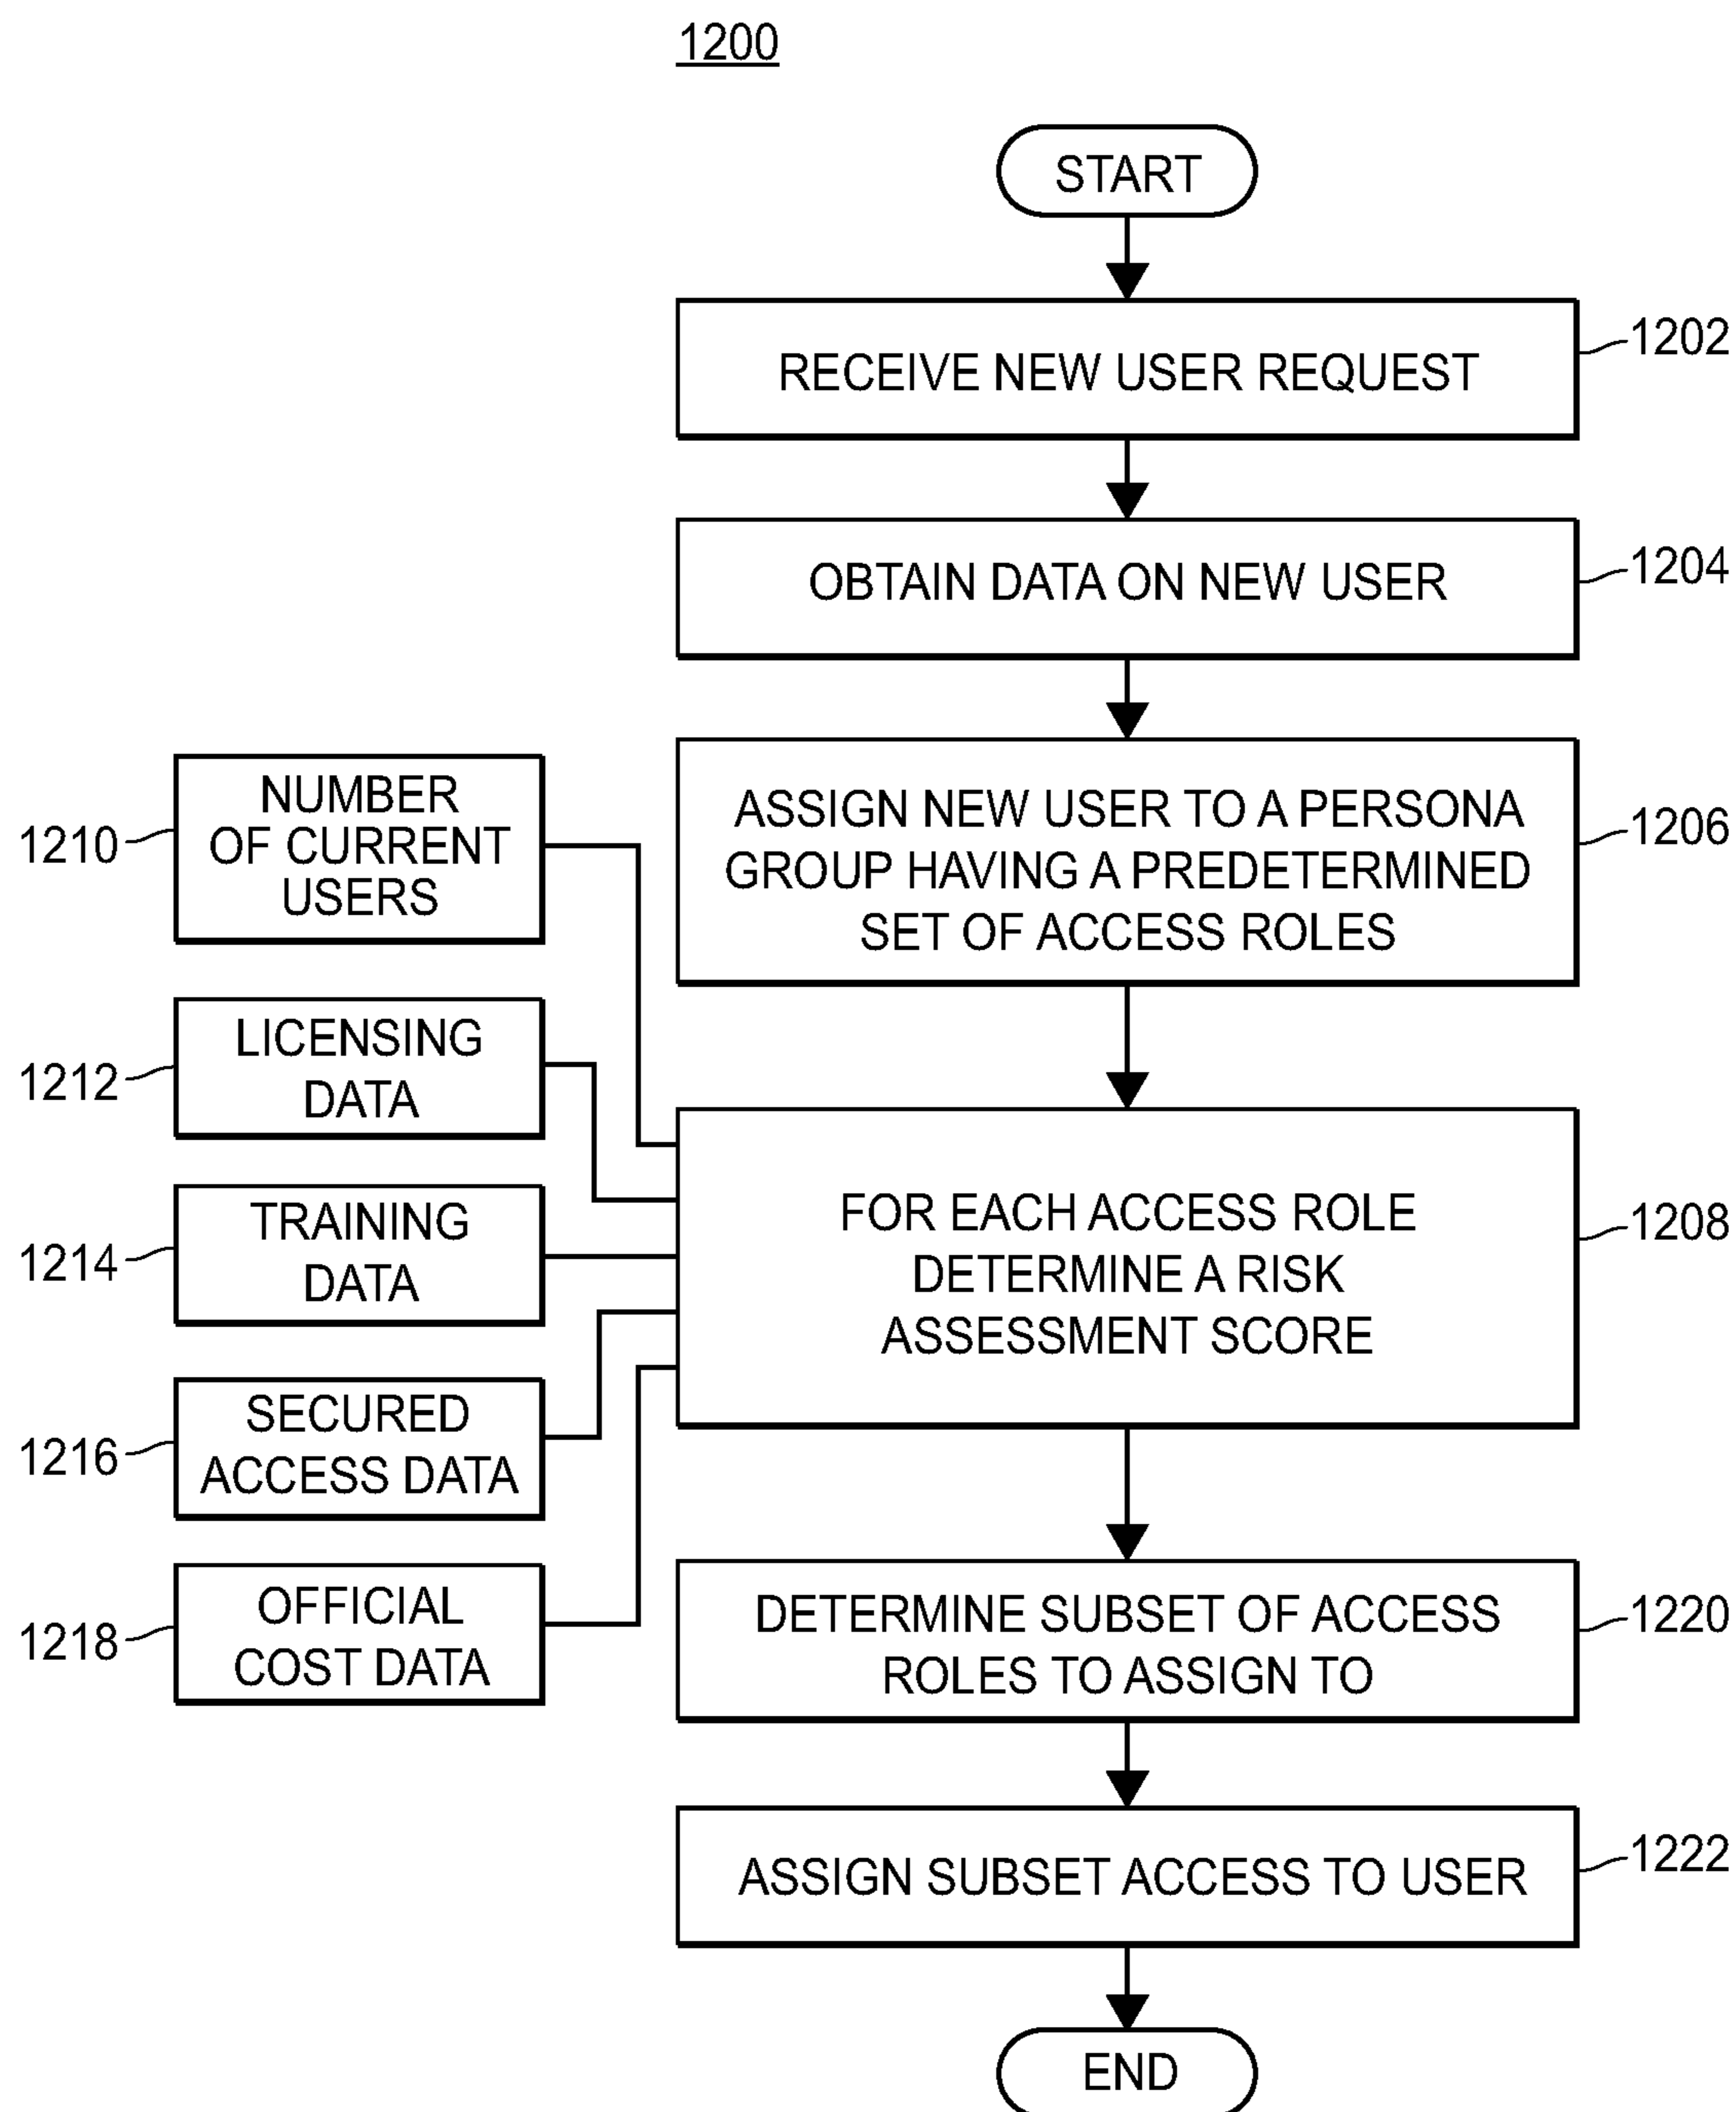 1200
START
RECEIVE NEW USER REQUEST
1202
OBTAIN DATA ON NEW USER
1204
ASSIGN NEW USER TO A PERSONA
GROUP HAVING A PREDETERMINED
SET OF ACCESS ROLES
1206
NUMBER
OF CURRENT
USERS
1210
LICENSING
DATA
1212
TRAINING
DATA
1214
SECURED
ACCESS DATA
1216
OFFICIAL
COST DATA
1218
FOR EACH ACCESS ROLE
DETERMINE A RISK
ASSESSMENT SCORE
1208
DETERMINE SUBSET OF ACCESS
ROLES TO ASSIGN TO
1220
ASSIGN SUBSET ACCESS TO USER
1222
END